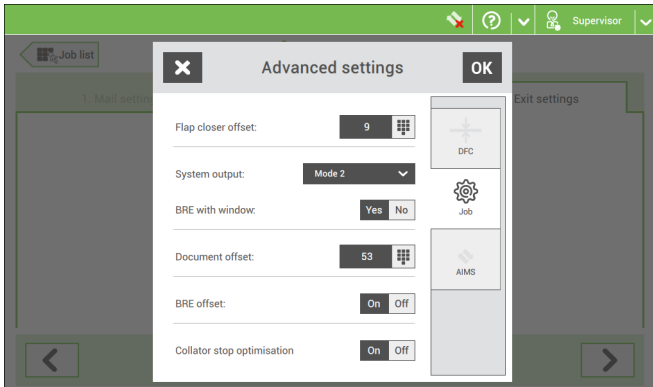 Supervisor
Job list
Advanced settings
OK
1. Mail settin
Exit settings
Flap closer offset:
9
DFC
System output:
Mode 2
Job
BRE with window:
Yes No
Document offset:
53
AIMS
BRE offset:
On Off
Collator stop optimisation
On Off